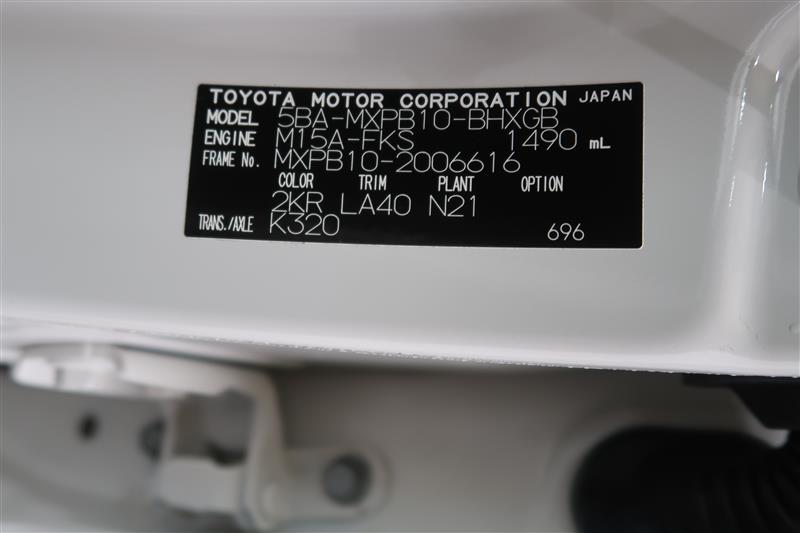 TOYOTA MOTOR CORPORATION JAPAN
MODEL 5BA-MXPB10-BHXGB
ENGINE M15A-FKS 1490 mL
FRAME No. MXPB10-2006616
COLOR TRIM PLANT OPTION
2KR LA40 N21
TRANS./AXLE K320 696